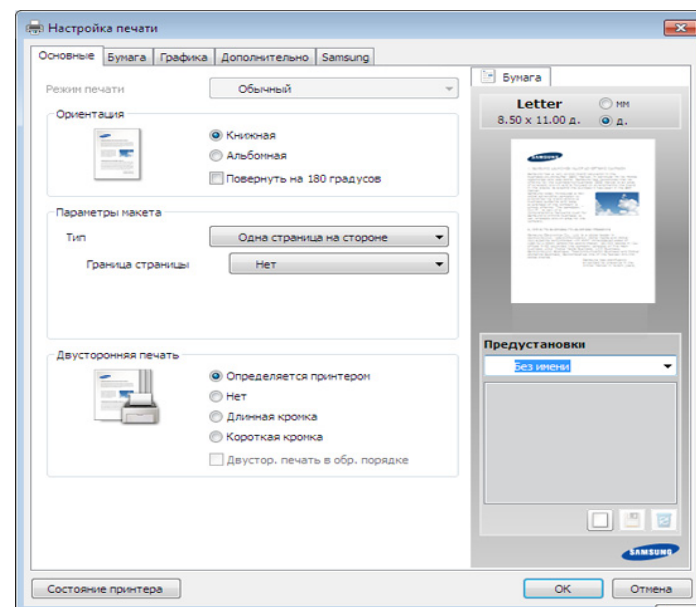 Настройка печати
Основные Бумага Графика Дополнительно Samsung
Режим печати Обычный
Ориентация
Книжная
Альбомная
Повернуть на 180 градусов
Параметры макета
Тип Одна страница на стороне
Граница страницы Нет
Двусторонняя печать
Определяется принтером
Нет
Длинная кромка
Короткая кромка
Двустор. печать в обр. порядке
Бумага
Letter мм
8.50 x 11.00 д. д.
SAMSUNG
Предустановки
Без имени
SAMSUNG
Состояние принтера OK Отмена